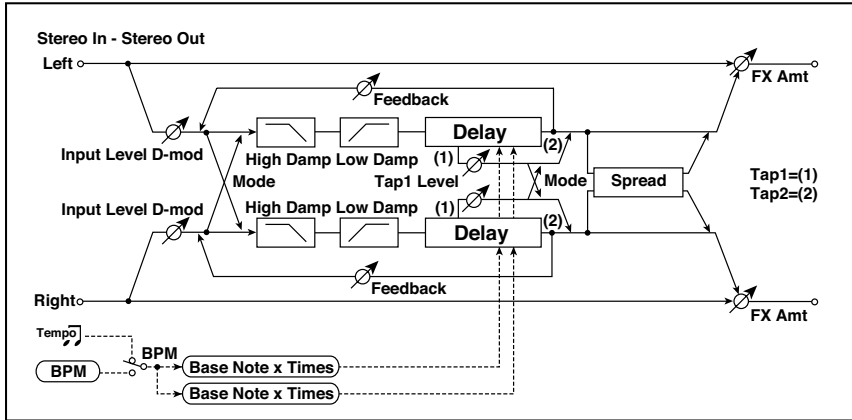 Stereo In - Stereo Out
Left
FX Amt
Feedback
Delay
(2)
Input Level D-mod
High Damp Low Damp
(1)
Mode
Tap1 Level
Mode
Spread
Tap1=(1)
Tap2=(2)
Input Level D-mod
High Damp Low Damp
(1)
(2)
Delay
Feedback
Right
FX Amt
Tempo
BPM
BPM
Base Note x Times
Base Note x Times